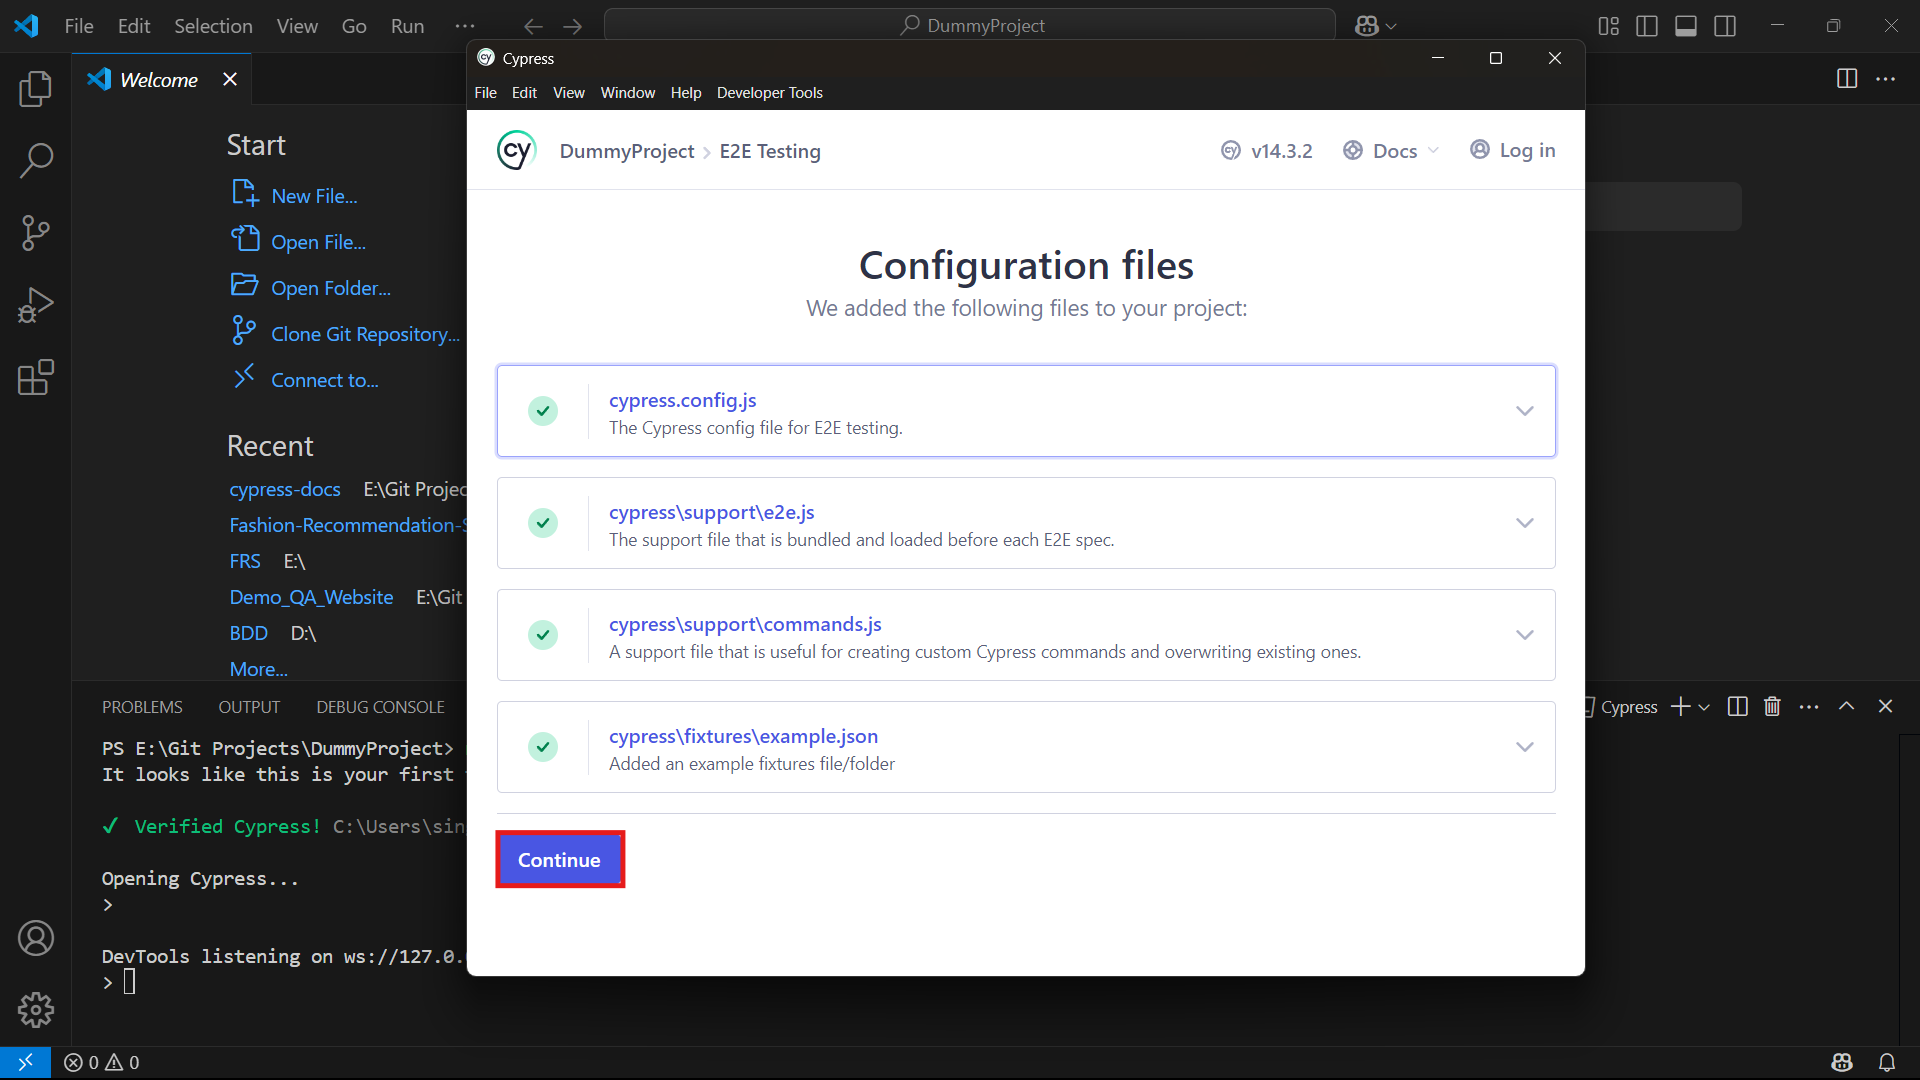 File Edit Selection View Go Run ··· DummyProject
Welcome
Start
New File...
Open File...
Open Folder...
Clone Git Repository...
Connect to...
Recent
cypress-docs E:\Git Projec
Fashion-Recommendation-S
FRS E:\
Demo_QA_Website E:\Git
BDD D:\
More...
Cypress
File Edit View Window Help Developer Tools
cy DummyProject > E2E Testing v14.3.2 Docs Log in
Configuration files
We added the following files to your project:
cypress.config.js
The Cypress config file for E2E testing.
cypress\support\e2e.js
The support file that is bundled and loaded before each E2E spec.
cypress\support\commands.js
A support file that is useful for creating custom Cypress commands and overwriting existing ones.
cypress\fixtures\example.json
Added an example fixtures file/folder
Continue
PROBLEMS OUTPUT DEBUG CONSOLE Cypress
PS E:\Git Projects\DummyProject>
It looks like this is your first
✓ Verified Cypress! C:\Users\sin
Opening Cypress...
>
DevTools listening on ws://127.0.
>
0 0